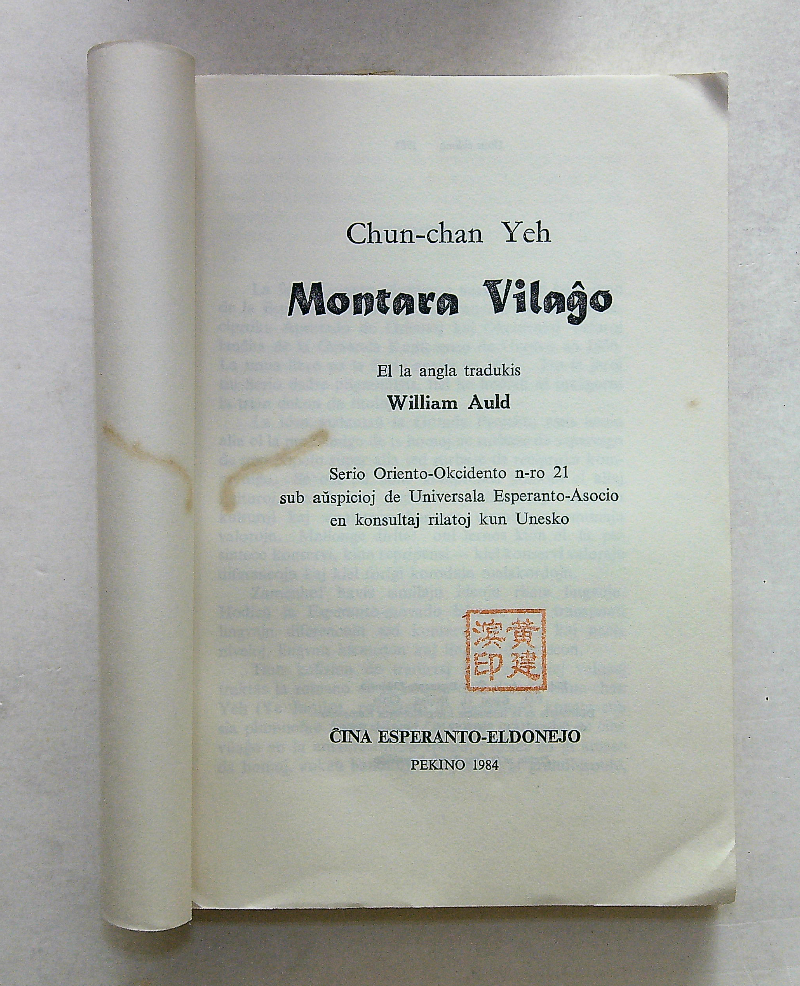 Chun-chan Yeh
Montara Vilaĝo
El la angla tradukis
William Auld
Serio Oriento-Okcidento n-ro 21
sub aŭspicioj de Universala Esperanto-Asocio
en konsultaj rilatoj kun Unesko
黄建
滨印
ĈINA ESPERANTO-ELDONEJO
PEKINO 1984